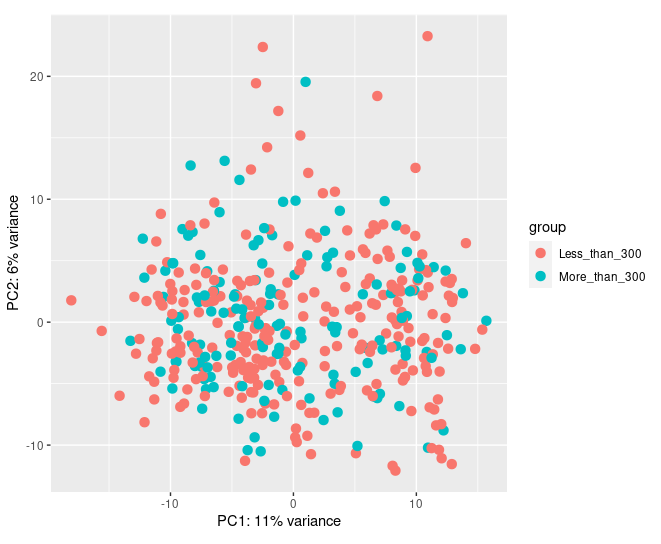 PC2: 6% variance
20
10
0
-10
-10 0 10
PC1: 11% variance
group
Less_than_300
More_than_300